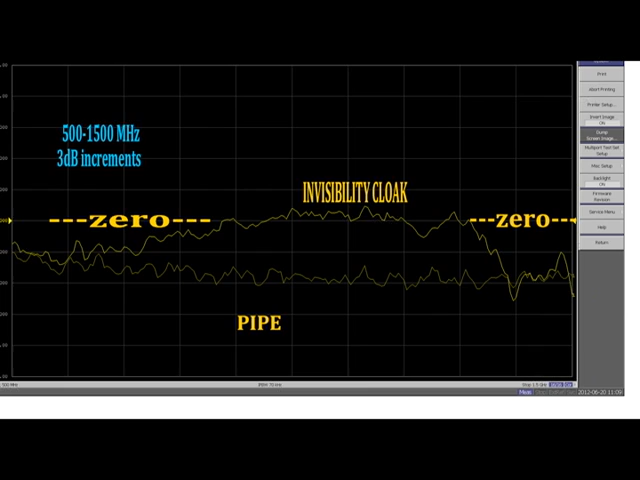 Print
Abort Printing
Printer Setup...
Insert Image
ON
Dump
Screen Image...
Multiport Test Set
Setup
Misc Setup
Backlight
ON
Firmware
Revision
Service Menu
Help
Return
500-1500 MHz
3dB increments
INVISIBILITY CLOAK
---zero---
---zero---
PIPE
Meas
2012-06-20 11:09